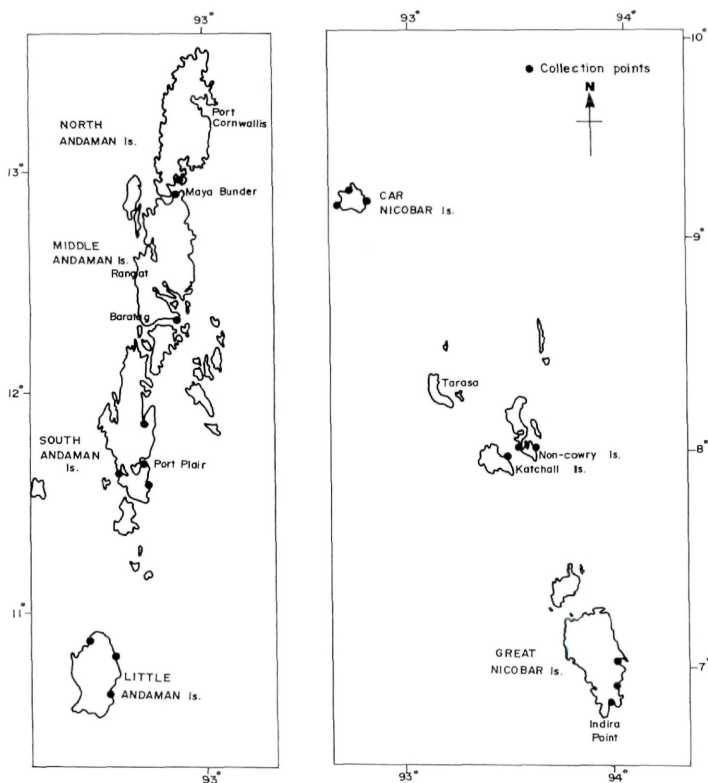 93°
NORTH
ANDAMAN Is.
Port
Cornwallis
13°
Maya Bunder
MIDDLE
ANDAMAN Is.
Rangat
Baratag
12°
SOUTH
ANDAMAN
Is.
Port Plair
11°
LITTLE
ANDAMAN Is.
93°
93°
94°
10°
Collection points
N
CAR
NICOBAR Is.
9°
Tarasa
Non-cowry Is.
8°
Katchall Is.
GREAT
NICOBAR Is.
7°
Indira
Point
93°
94°